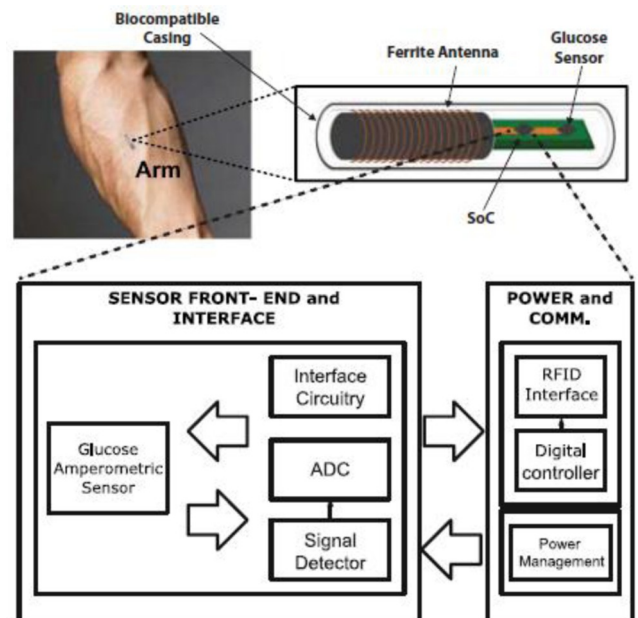 Biocompatible
Casing
Ferrite Antenna
Glucose
Sensor
Arm
SoC
SENSOR FRONT- END and
INTERFACE
POWER and
COMM.
Interface
Circuitry
RFID
Interface
Glucose
Amperometric
Sensor
ADC
Digital
controller
Signal
Detector
Power
Management